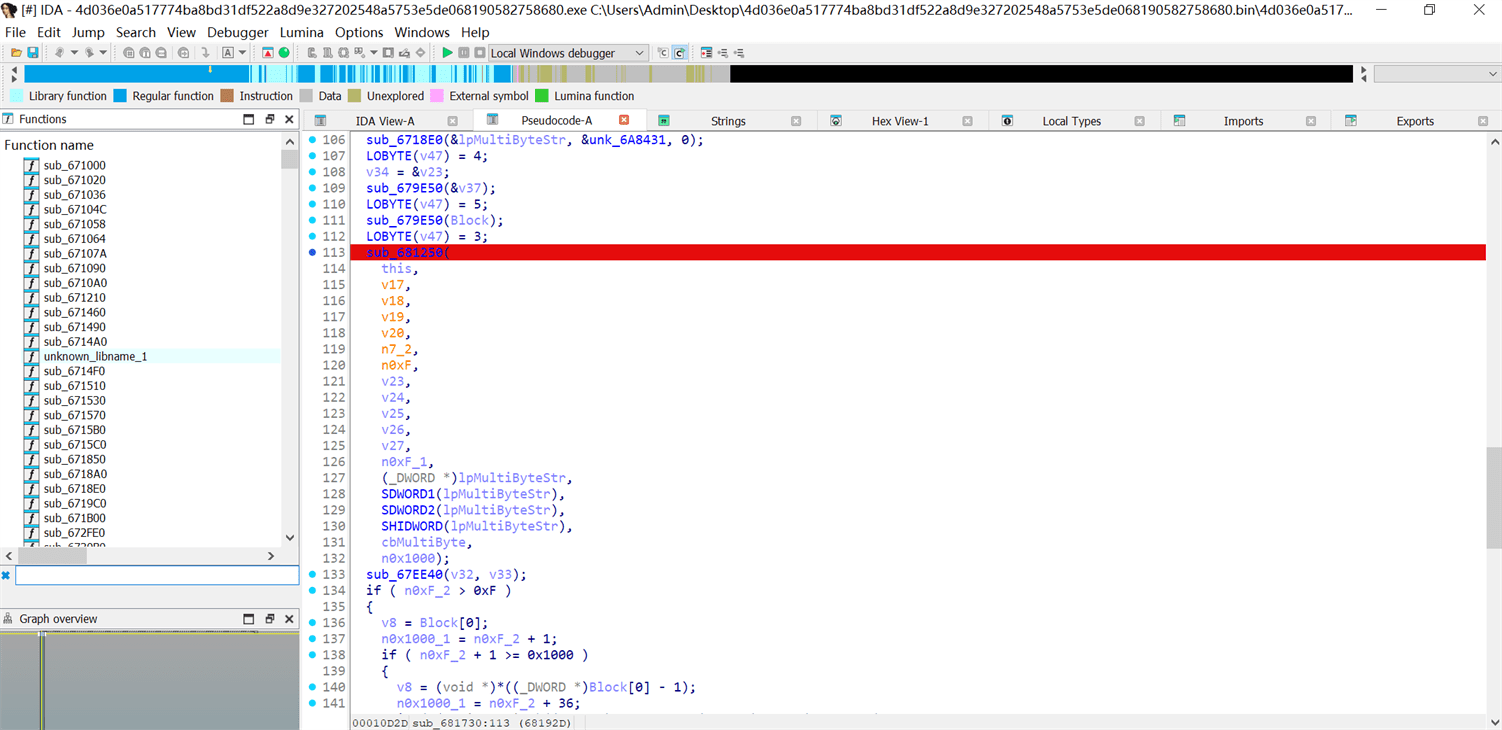 [#] IDA - 4d036e0a517774ba8bd31df522a8d9e327202548a5753e5de068190582758680.exe C:\Users\Admin\Desktop\4d036e0a517774ba8bd31df522a8d9e327202548a5753e5de068190582758680.bin\4d036e0a517...
File Edit Jump Search View Debugger Lumina Options Windows Help
Local Windows debugger
Library function Regular function Instruction Data Unexplored External symbol Lumina function
Functions
IDA View-A Pseudocode-A Strings Hex View-1 Local Types Imports Exports
Function name
sub_671000
sub_671020
sub_671036
sub_67104C
sub_671058
sub_671064
sub_67107A
sub_671090
sub_6710A0
sub_671210
sub_671460
sub_671490
sub_6714A0
unknown_libname_1
sub_6714F0
sub_671510
sub_671530
sub_671570
sub_6715B0
sub_6715C0
sub_671850
sub_6718A0
sub_6718E0
sub_6719C0
sub_671B00
sub_672FE0
Graph overview
106 sub_6718E0(&lpMultiByteStr, &unk_6A8431, 0);
107 LOBYTE(v47) = 4;
108 v34 = &v23;
109 sub_679E50(&v37);
110 LOBYTE(v47) = 5;
111 sub_679E50(Block);
112 LOBYTE(v47) = 3;
113 sub_681250(
114 this,
115 v17,
116 v18,
117 v19,
118 v20,
119 n7_2,
120 n0xF,
121 v23,
122 v24,
123 v25,
124 v26,
125 v27,
126 n0xF_1,
127 (_DWORD *)lpMultiByteStr,
128 SDWORD1(lpMultiByteStr),
129 SDWORD2(lpMultiByteStr),
130 SHIDWORD(lpMultiByteStr),
131 cbMultiByte,
132 n0x1000);
133 sub_67EE40(v32, v33);
134 if ( n0xF_2 > 0xF )
135 {
136 v8 = Block[0];
137 n0x1000_1 = n0xF_2 + 1;
138 if ( n0xF_2 + 1 >= 0x1000 )
139 {
140 v8 = (void *)*((_DWORD *)Block[0] - 1);
141 n0x1000_1 = n0xF_2 + 36;
00010D2D sub_681730:113 (68192D)